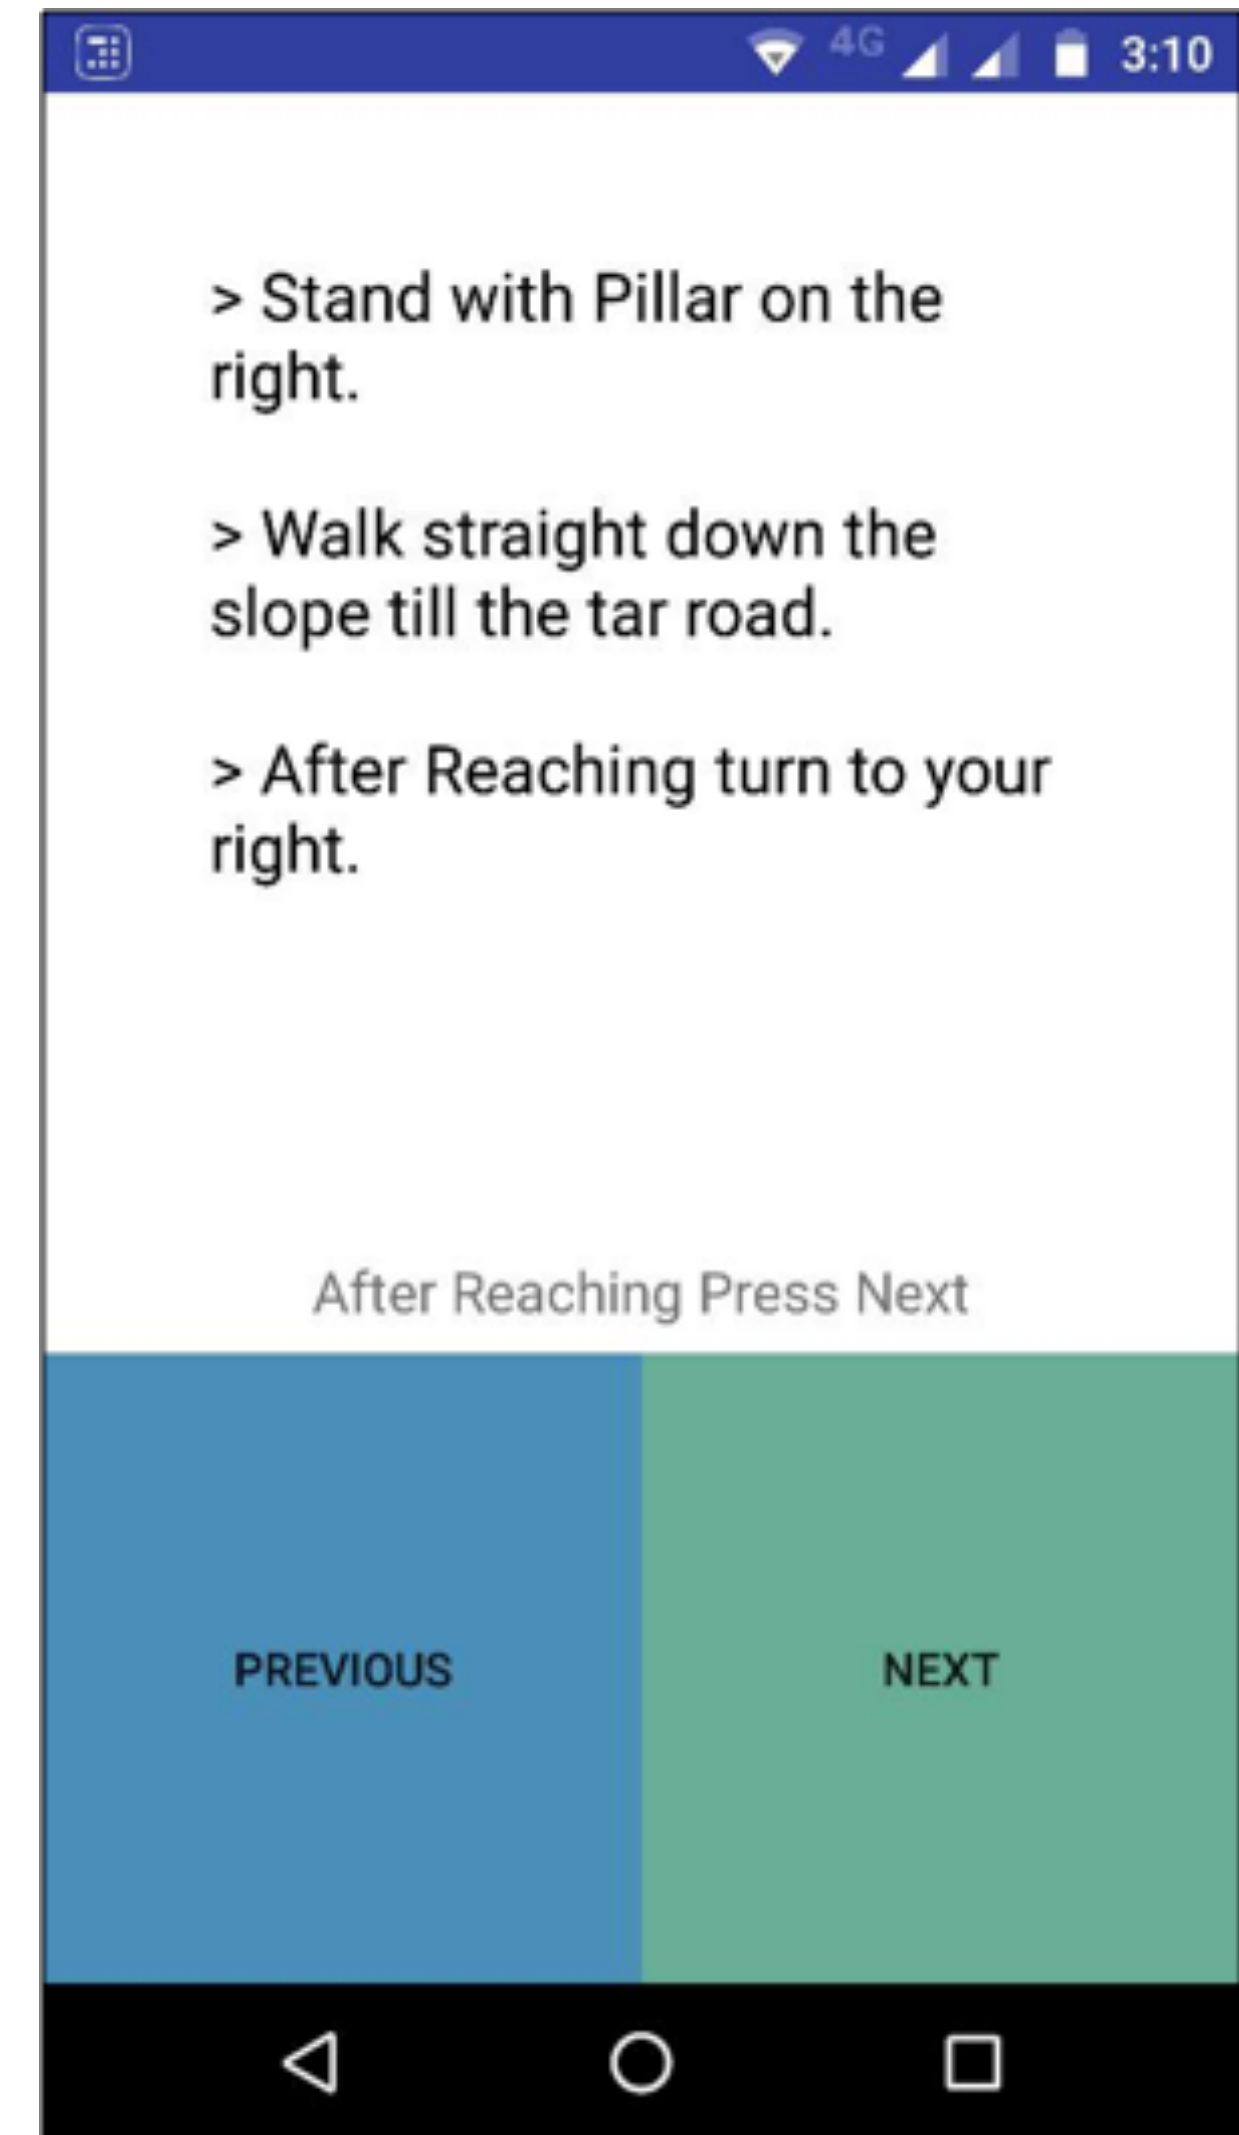 4G 3:10
> Stand with Pillar on the
right.
> Walk straight down the
slope till the tar road.
> After Reaching turn to your
right.
After Reaching Press Next
PREVIOUS NEXT